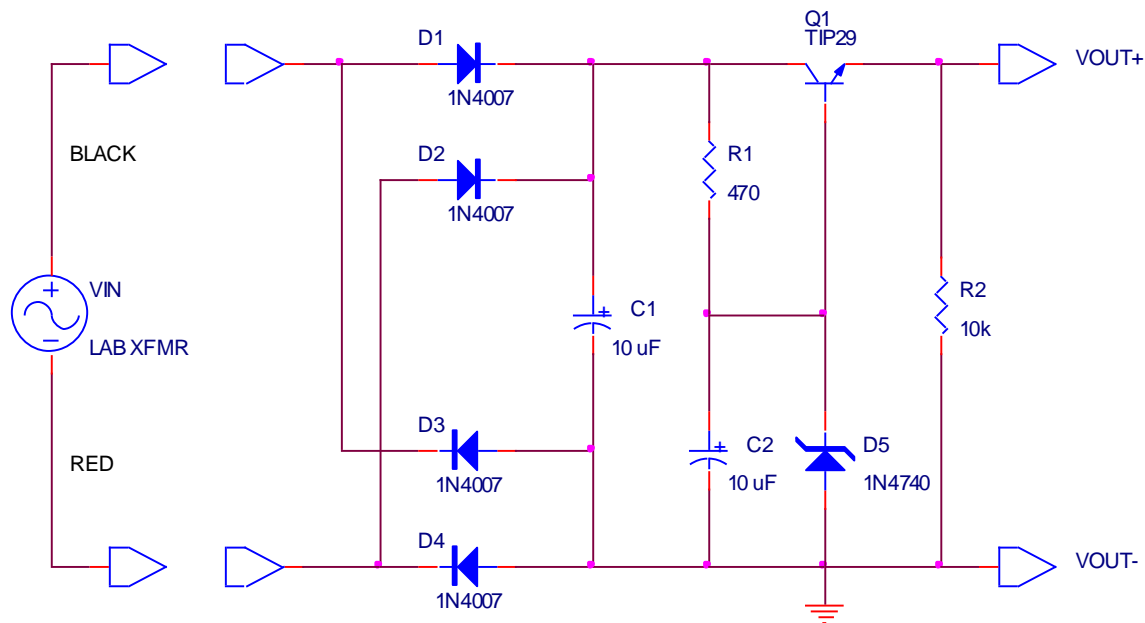 Q1
TIP29
D1
1N4007
VOUT+
BLACK
D2
1N4007
R1
470
VIN
LAB XFMR
C1
10 uF
R2
10k
D3
1N4007
RED
C2
10 uF
D5
1N4740
D4
1N4007
VOUT-